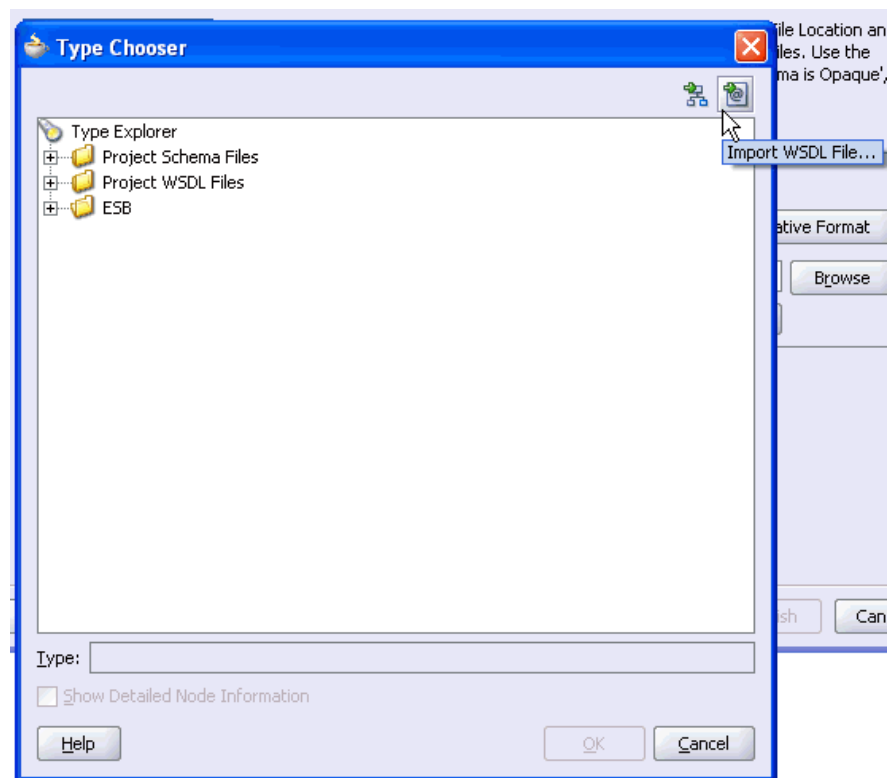 Type Chooser
ile Location an
iles. Use the
ma is Opaque',
Type Explorer
Import WSDL File...
Project Schema Files
Project WSDL Files
ESB
ative Format
Browse
ish
Can
Type:
Show Detailed Node Information
Help
OK
Cancel